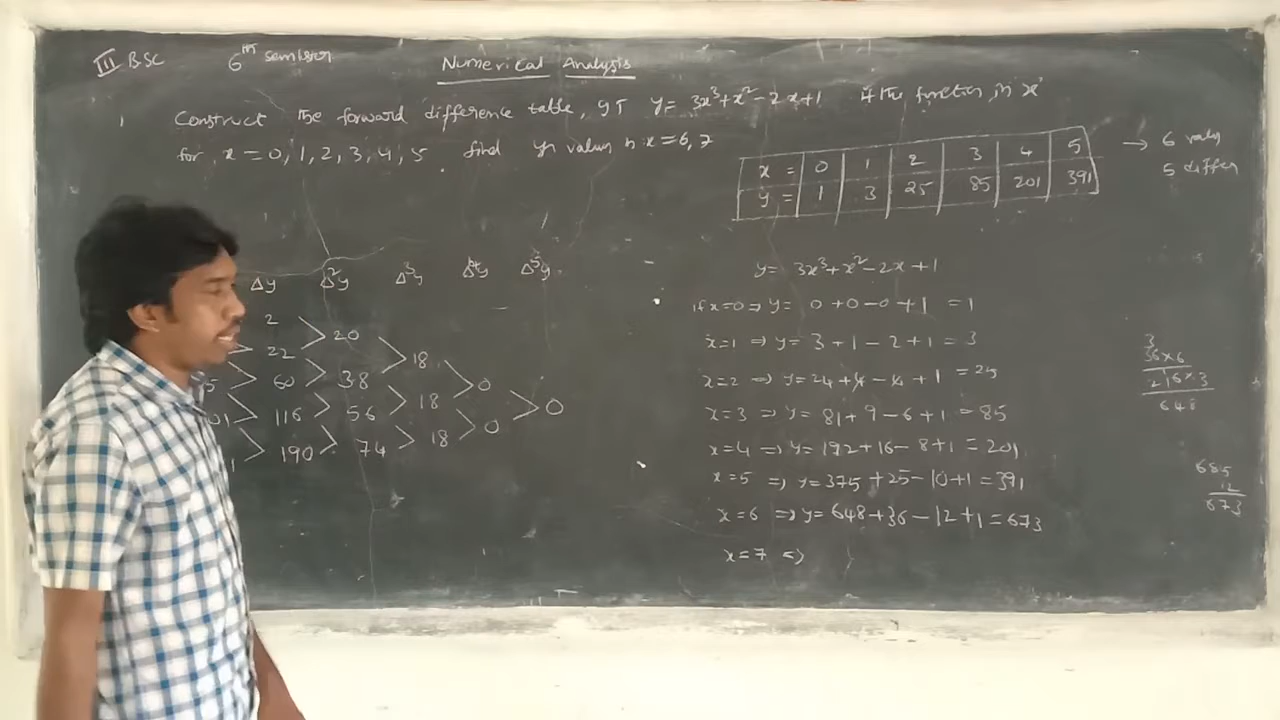 III BSC 6th semister Numerical Analysis
1 Construct the forward difference table, If y = 3x³+x²-2x+1 is the function in 'x'
for x = 0, 1, 2, 3, 4, 5 find y values x = 6, 7
x = 0 1 2 3 4 5 → 6 valu
y = 1 3 25 85 201 391 5 differ
Δy Δ²y Δ³y Δ⁴y Δ⁵y
2 20
22 18
60 38 0
116 56 18 0
190 74 18 0
y = 3x³+x²-2x+1
if x=0 ⇒ y = 0+0-0+1 = 1
x=1 ⇒ y = 3+1-2+1 = 3
x=2 ⇒ y = 24+4-4+1 = 25
x=3 ⇒ y = 81+9-6+1 = 85
x=4 ⇒ y = 192+16-8+1 = 201
x=5 ⇒ y = 375+25-10+1 = 391
x=6 ⇒ y = 648+36-12+1 = 673
x=7 ⇒
3
36×6
216×3
648
685
12
673